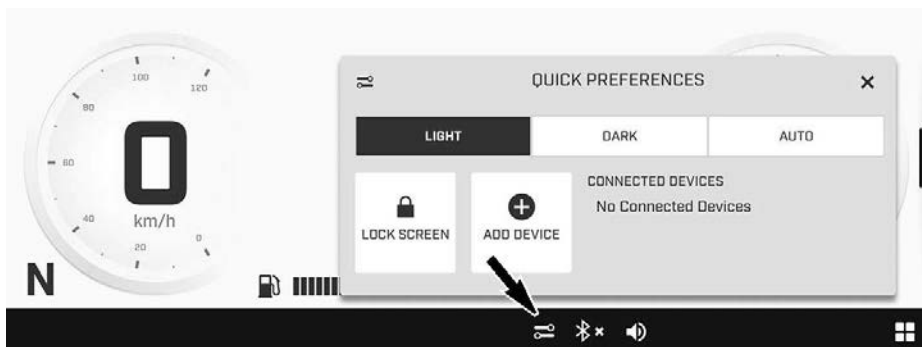 QUICK PREFERENCES
LIGHT
DARK
AUTO
CONNECTED DEVICES
No Connected Devices
LOCK SCREEN
ADD DEVICE
100
120
80
60
0
km/h
40
20
0
N